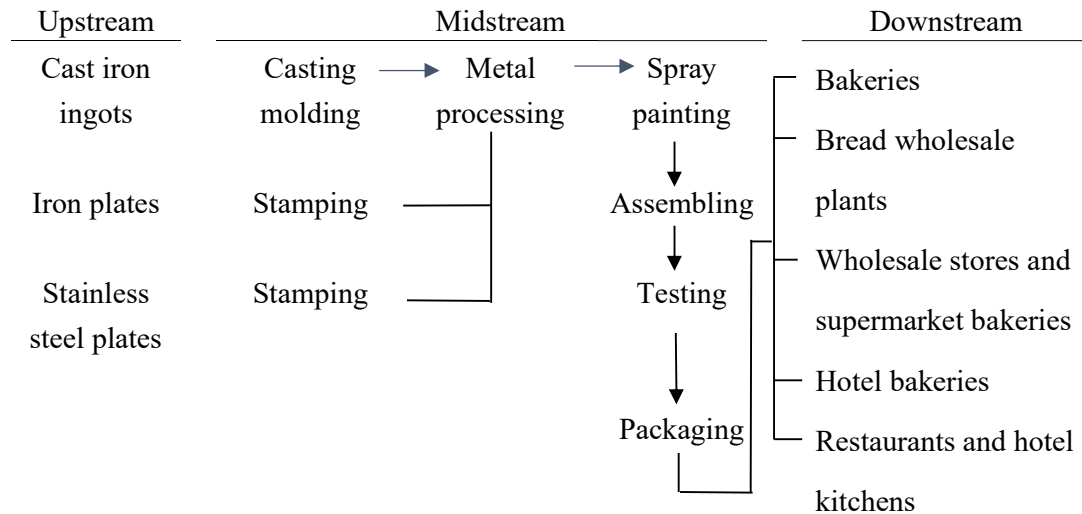 Upstream
Midstream
Downstream
Cast iron
ingots
Casting
molding
Metal
processing
Spray
painting
Iron plates
Stamping
Assembling
Stainless
steel plates
Stamping
Testing
Packaging
Bakeries
Bread wholesale
plants
Wholesale stores and
supermarket bakeries
Hotel bakeries
Restaurants and hotel
kitchens